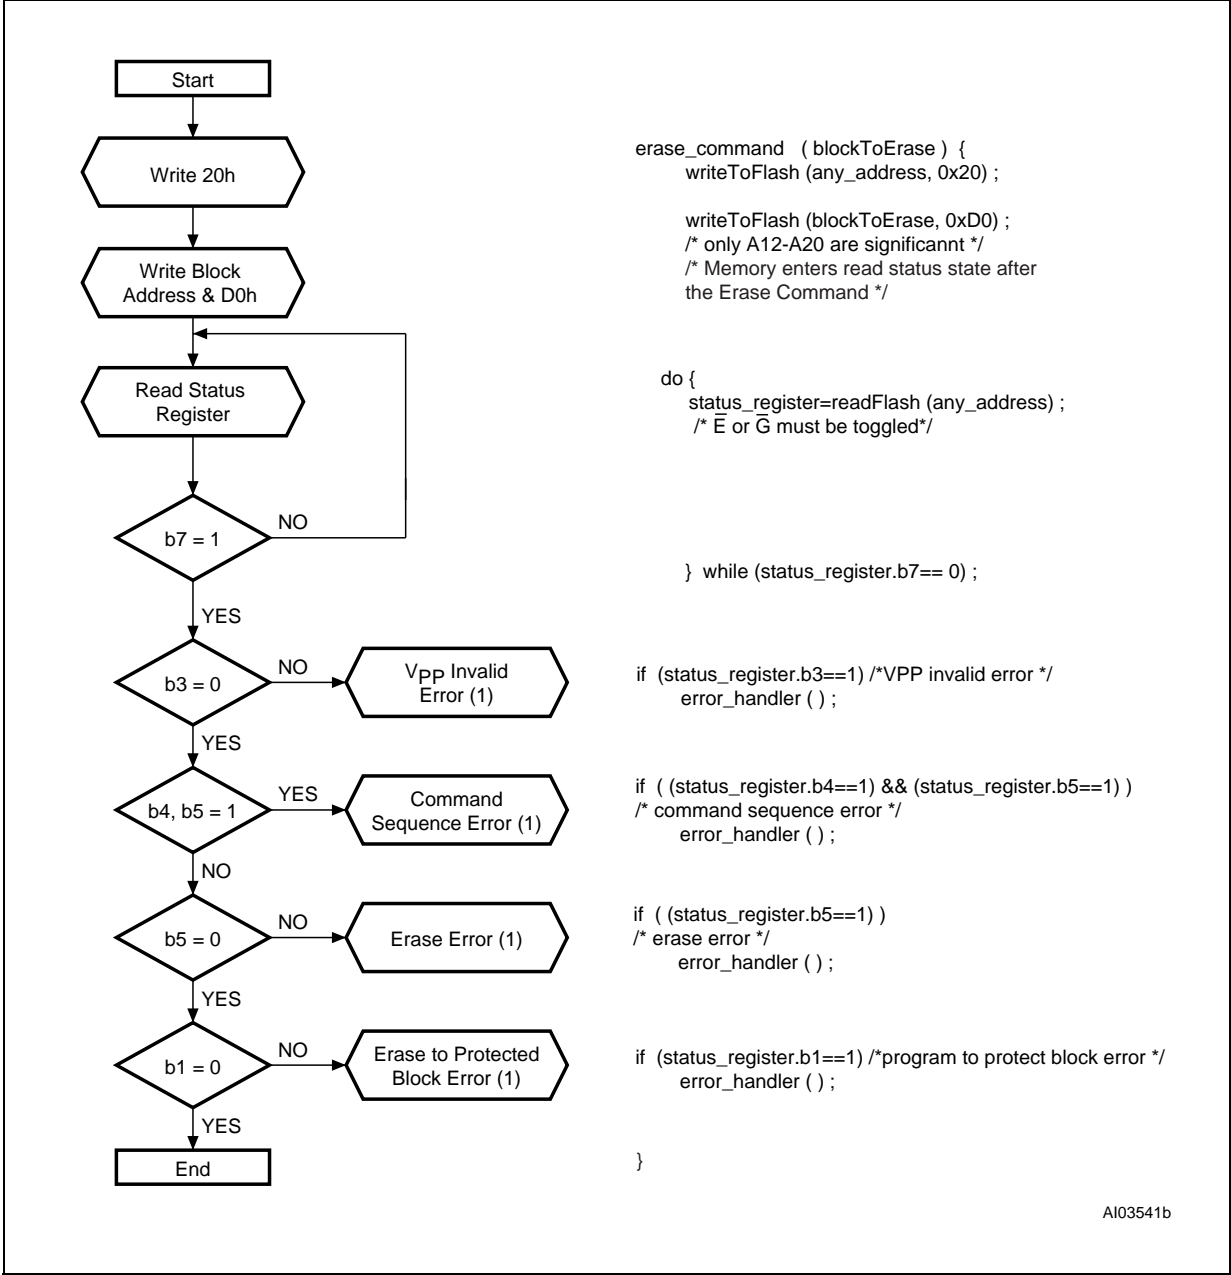 Start
Write 20h
Write Block
Address & D0h
Read Status
Register
b7 = 1
NO
YES
b3 = 0
NO
VPP Invalid
Error (1)
YES
b4, b5 = 1
YES
Command
Sequence Error (1)
NO
b5 = 0
NO
Erase Error (1)
YES
b1 = 0
NO
Erase to Protected
Block Error (1)
YES
End
erase_command ( blockToErase ) {
writeToFlash (any_address, 0x20) ;
writeToFlash (blockToErase, 0xD0) ;
/* only A12-A20 are significannt */
/* Memory enters read status state after
the Erase Command */
do {
status_register=readFlash (any_address) ;
/* E̅ or G̅ must be toggled*/
} while (status_register.b7== 0) ;
if (status_register.b3==1) /*VPP invalid error */
error_handler ( ) ;
if ( (status_register.b4==1) && (status_register.b5==1) )
/* command sequence error */
error_handler ( ) ;
if ( (status_register.b5==1) )
/* erase error */
error_handler ( ) ;
if (status_register.b1==1) /*program to protect block error */
error_handler ( ) ;
}
AI03541b